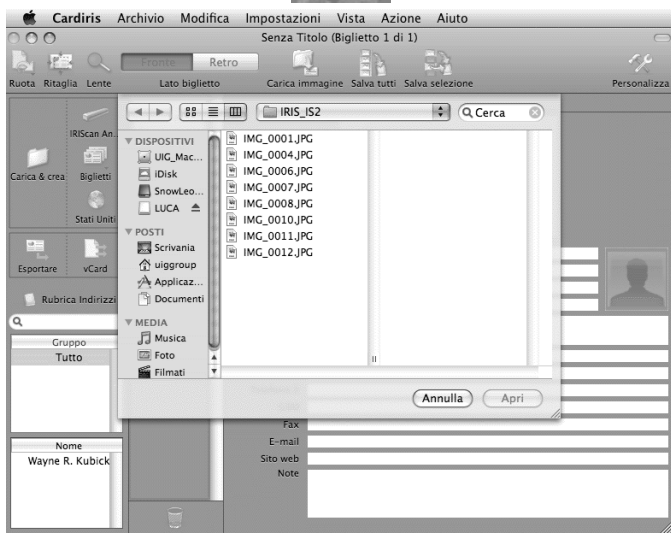 Cardiris Archivio Modifica Impostazioni Vista Azione Aiuto
Senza Titolo (Biglietto 1 di 1)
Fronte Retro
Ruota Ritaglia Lente Lato biglietto Carica immagine Salva tutti Salva selezione Personalizza
IRIS_IS2
Cerca
IRIScan An...
Carica & crea
Biglietti
Stati Uniti
Esportare vCard
Rubrica Indirizzi
Gruppo
Tutto
Nome
Wayne R. Kubick
DISPOSITIVI
UIG_Mac...
iDisk
SnowLeo...
LUCA
POSTI
Scrivania
uiggroup
Applicaz...
Documenti
MEDIA
Musica
Foto
Filmati
IMG_0001.JPG
IMG_0004.JPG
IMG_0006.JPG
IMG_0007.JPG
IMG_0008.JPG
IMG_0010.JPG
IMG_0011.JPG
IMG_0012.JPG
Annulla Apri
Fax
E-mail
Sito web
Note